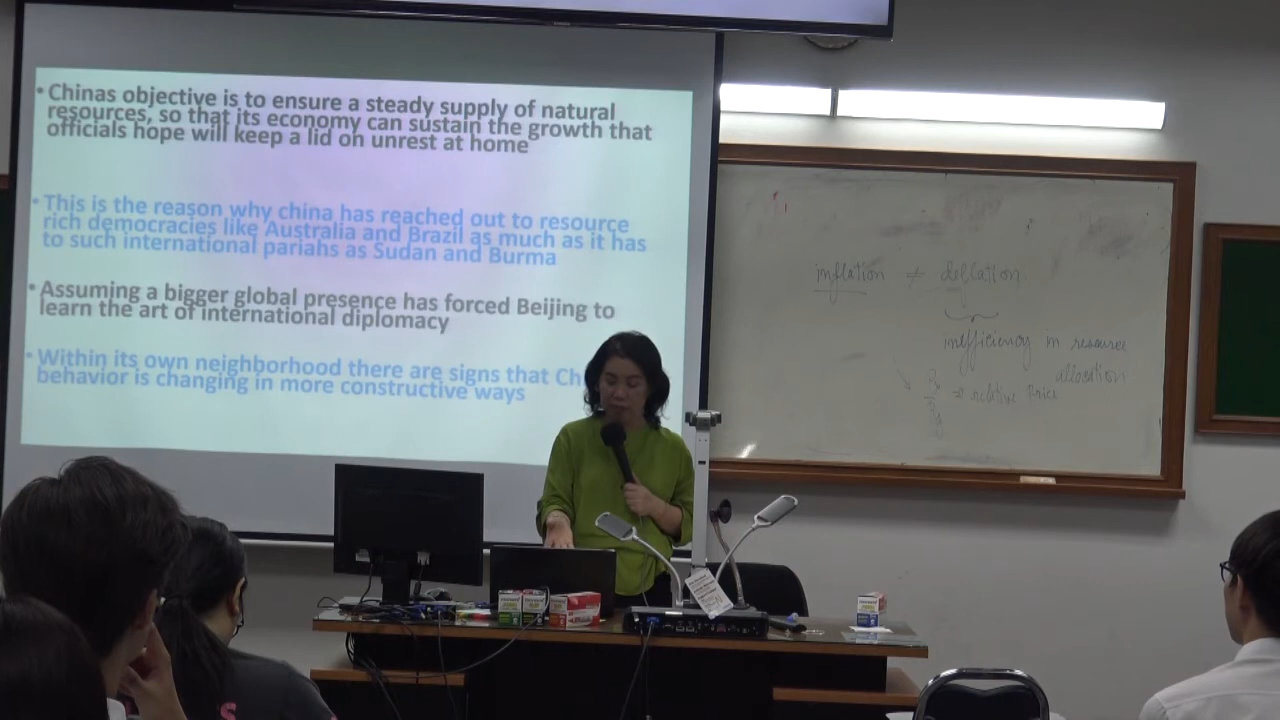 • Chinas objective is to ensure a steady supply of natural
resources, so that its economy can sustain the growth that
officials hope will keep a lid on unrest at home
• This is the reason why china has reached out to resource
rich democracies like Australia and Brazil as much as it has
to such international pariahs as Sudan and Burma
• Assuming a bigger global presence has forced Beijing to
learn the art of international diplomacy
• Within its own neighborhood there are signs that Ch
behavior is changing in more constructive ways
inflation ≠ deflation
inefficiency in resource
allocation
relative Price